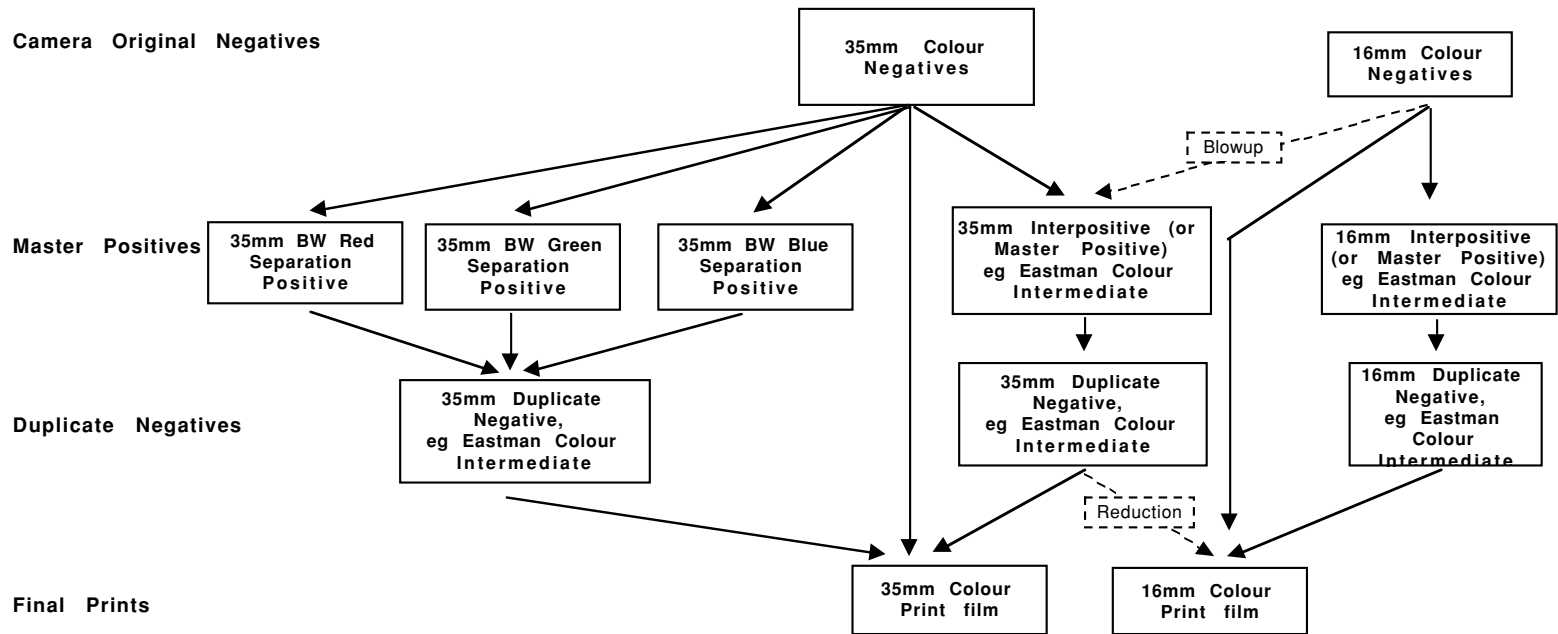 Camera Original Negatives
35mm Colour
Negatives
16mm Colour
Negatives
Blowup
Master Positives
35mm BW Red
Separation
Positive
35mm BW Green
Separation
Positive
35mm BW Blue
Separation
Positive
35mm Interpositive (or
Master Positive)
eg Eastman Colour
Intermediate
16mm Interpositive
(or Master Positive)
eg Eastman Colour
Intermediate
Duplicate Negatives
35mm Duplicate
Negative,
eg Eastman Colour
Intermediate
35mm Duplicate
Negative,
eg Eastman Colour
Intermediate
16mm Duplicate
Negative,
eg Eastman
Colour
Intermediate
Reduction
Final Prints
35mm Colour
Print film
16mm Colour
Print film